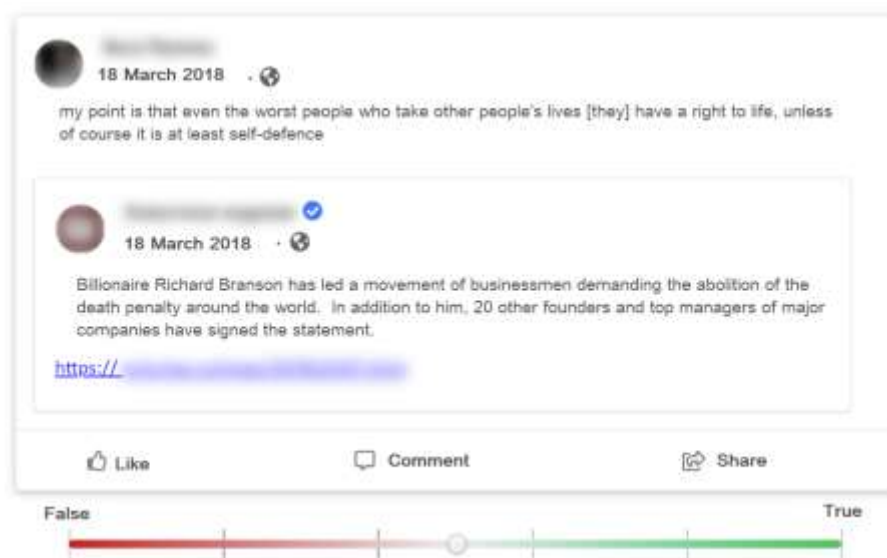 18 March 2018
my point is that even the worst people who take other people's lives [they] have a right to life, unless
of course it is at least self-defence
18 March 2018
Billionaire Richard Branson has led a movement of businessmen demanding the abolition of the
death penalty around the world. In addition to him, 20 other founders and top managers of major
companies have signed the statement.
https://
Like
Comment
Share
False
True